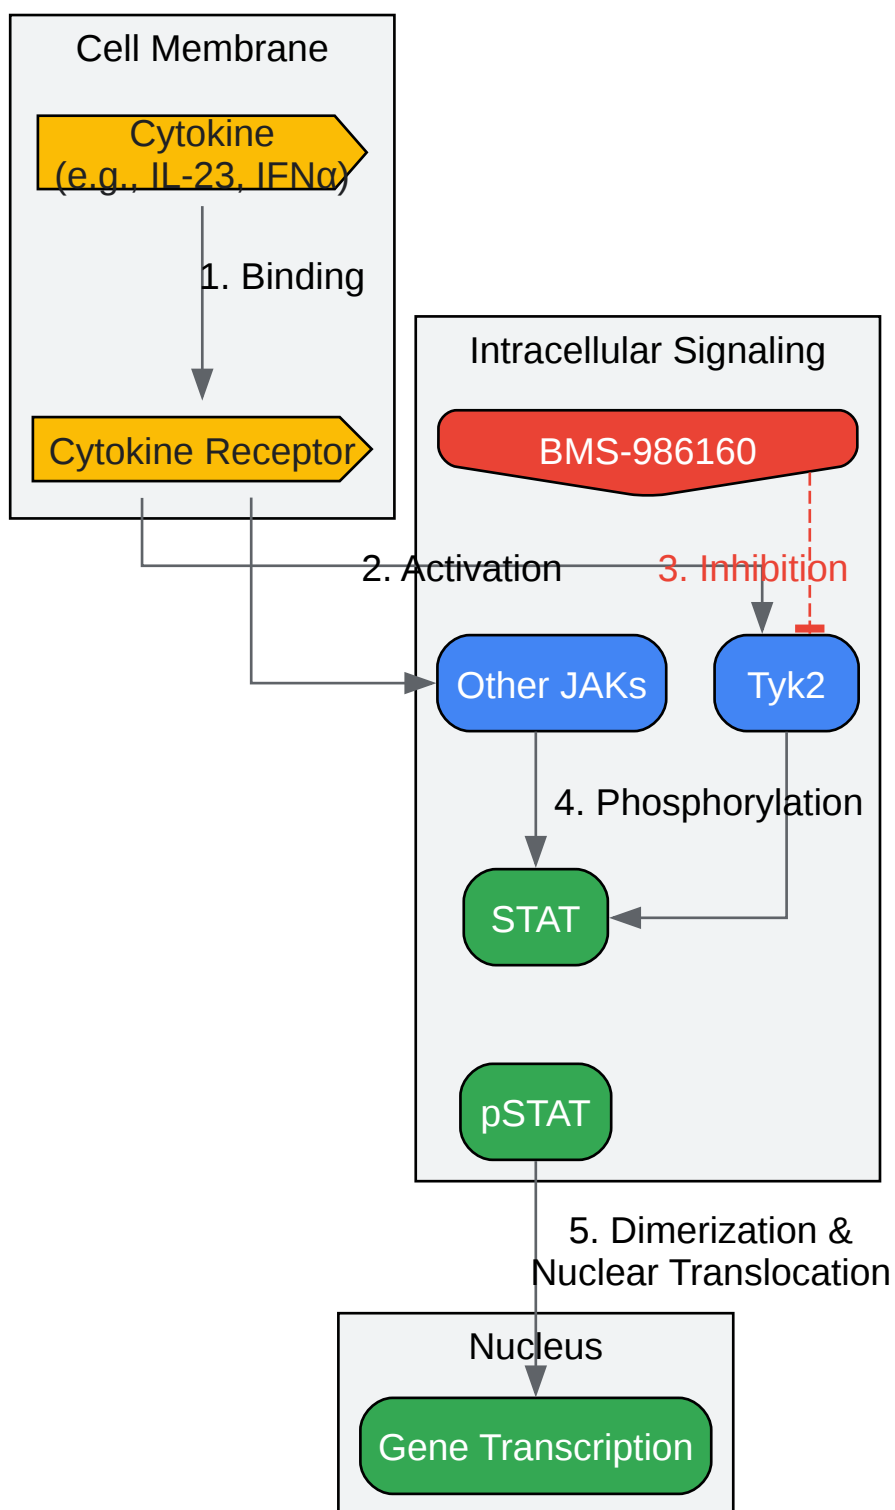 Cell Membrane
Cytokine
(e.g., IL-23, IFNα)
1. Binding
Cytokine Receptor
Intracellular Signaling
BMS-986160
2. Activation
3. Inhibition
Other JAKs
Tyk2
4. Phosphorylation
STAT
pSTAT
5. Dimerization &
Nuclear Translocation
Nucleus
Gene Transcription